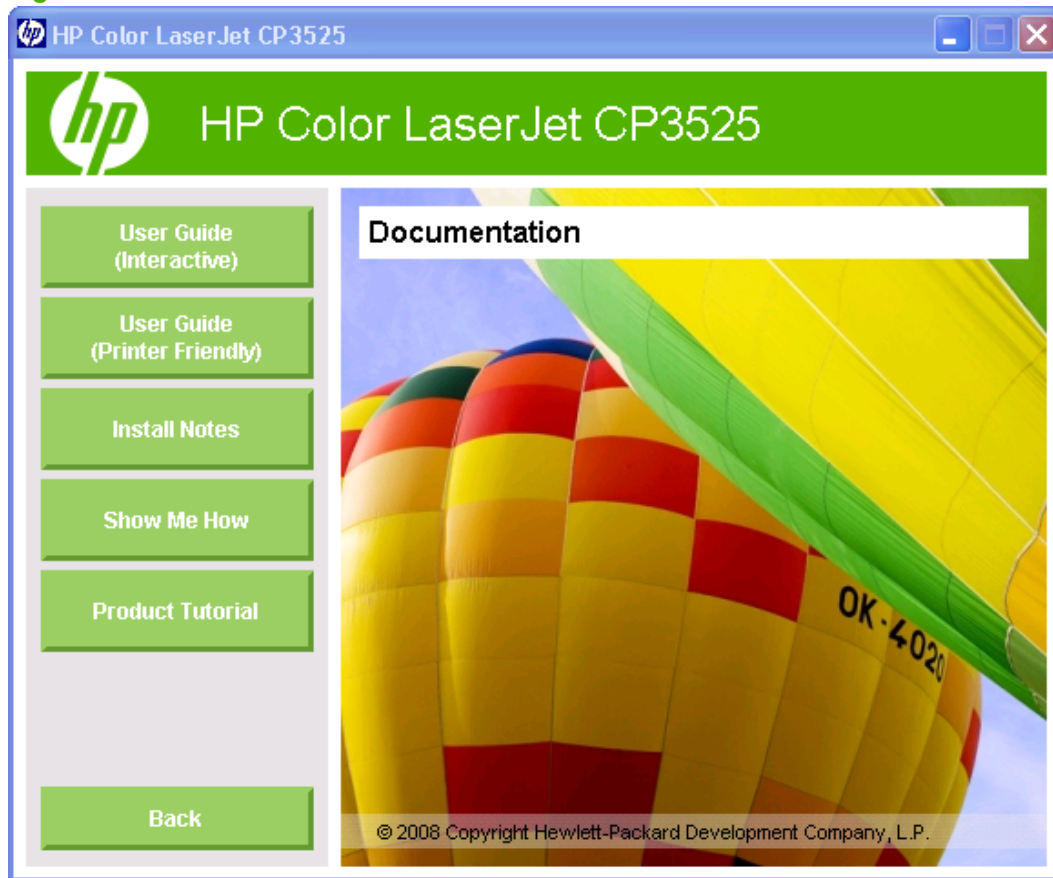 HP Color LaserJet CP3525
hp
HP Color LaserJet CP3525
User Guide
(Interactive)
User Guide
(Printer Friendly)
Install Notes
Show Me How
Product Tutorial
Back
Documentation
OK-4020
© 2008 Copyright Hewlett-Packard Development Company, L.P.